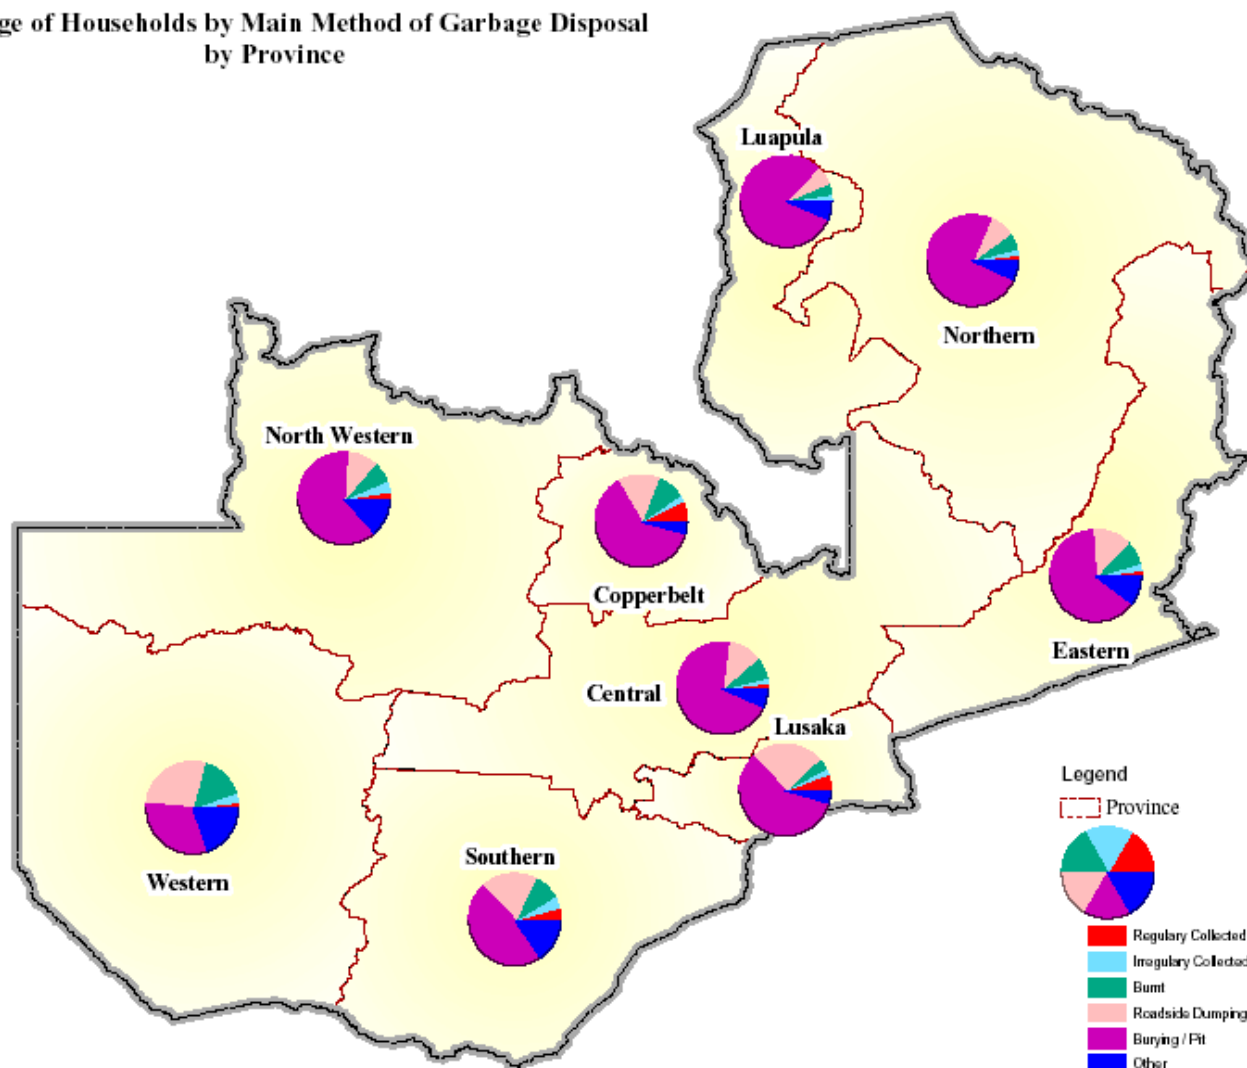 ge of Households by Main Method of Garbage Disposal
by Province
Luapula
Northern
North Western
Copperbelt
Eastern
Central
Lusaka
Western
Southern
Legend
Province
Regulary Collected
Irregulary Collected
Burnt
Roadside Dumping
Burying / Pit
Other